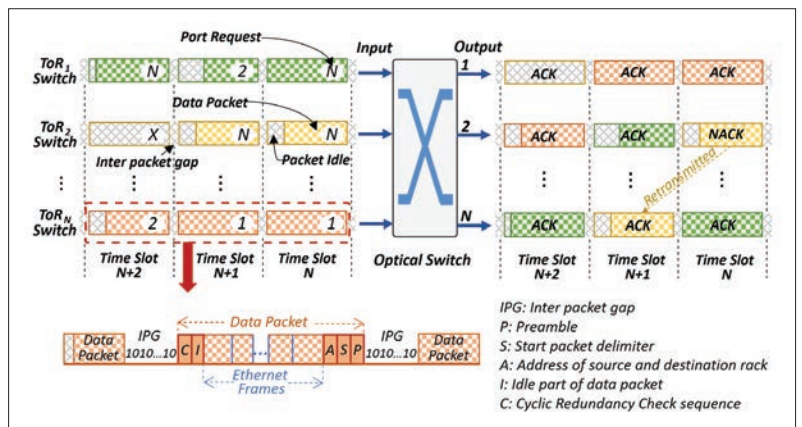 Port Request
Input
Output
ToR1
Switch
N
2
N
1
ACK
ACK
ACK
Data Packet
ToR2
Switch
X
N
N
2
ACK
ACK
NACK
Inter packet gap
Packet Idle
Retransmitted
ToRN
Switch
2
1
1
N
ACK
ACK
ACK
Time Slot
N+2
Time Slot
N+1
Time Slot
N
Optical Switch
Time Slot
N+2
Time Slot
N+1
Time Slot
N
Data Packet
Data
Packet
IPG
1010...10
C
I
...
A
S
P
IPG
1010...10
Data
Packet
Ethernet
Frames
IPG: Inter packet gap
P: Preamble
S: Start packet delimiter
A: Address of source and destination rack
I: Idle part of data packet
C: Cyclic Redundancy Check sequence